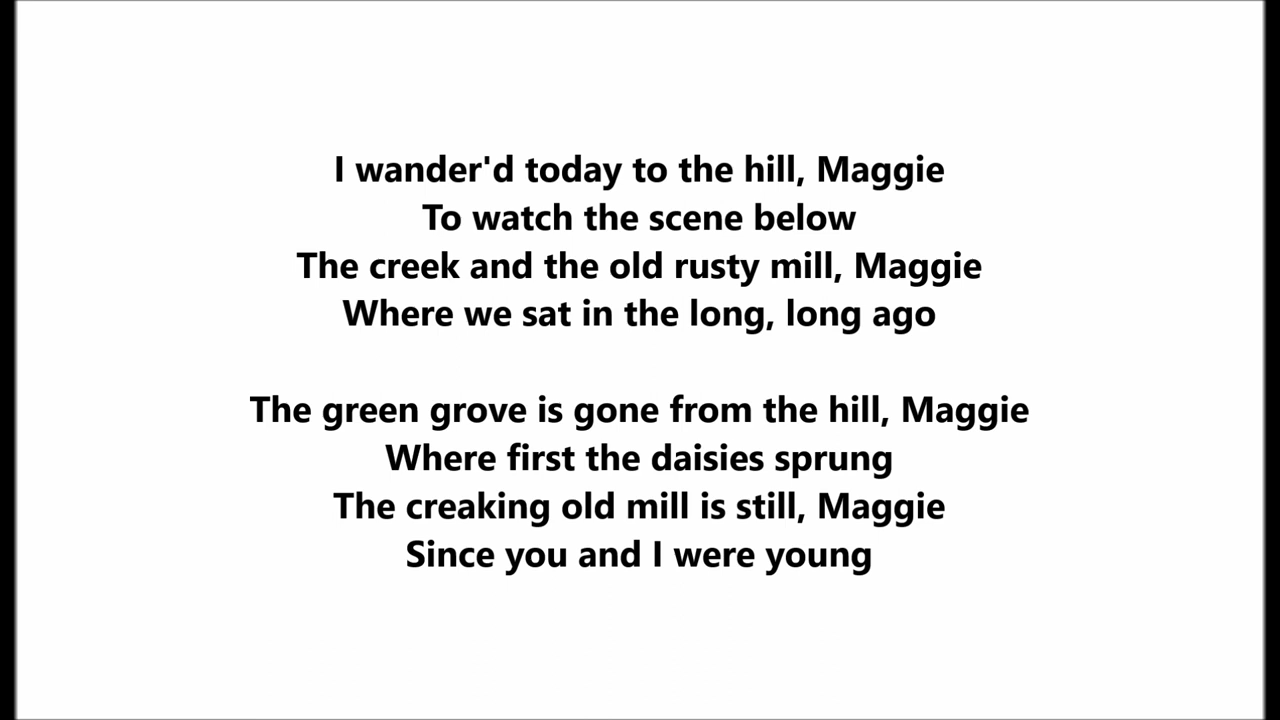 I wander'd today to the hill, Maggie
To watch the scene below
The creek and the old rusty mill, Maggie
Where we sat in the long, long ago
The green grove is gone from the hill, Maggie
Where first the daisies sprung
The creaking old mill is still, Maggie
Since you and I were young